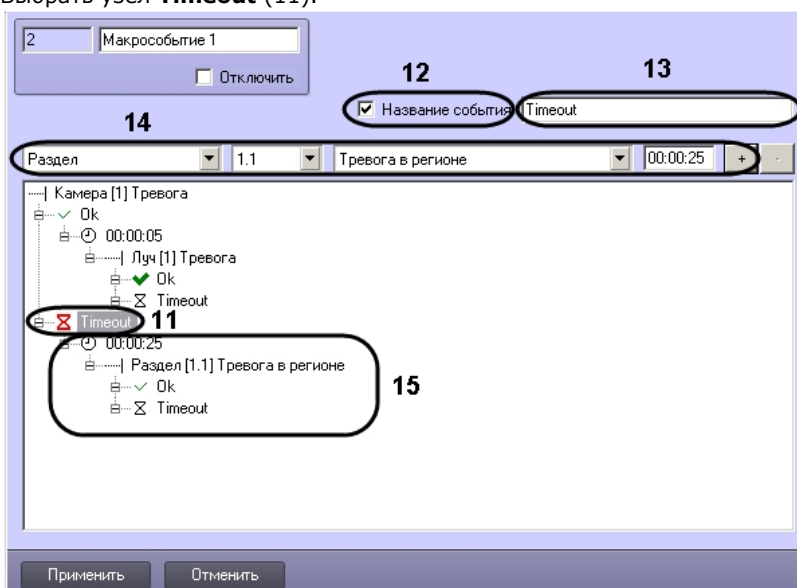 Выбрать узел Timeout (11).
2 Макрособытие 1
Отключить
12 13
Название события Timeout
14
Раздел 1.1 Тревога в регионе 00:00:25 + -
Камера [1] Тревога
Ok
00:00:05
Луч [1] Тревога
Ok
Timeout
Timeout 11
00:00:25
Раздел [1.1] Тревога в регионе
Ok 15
Timeout
Применить Отменить